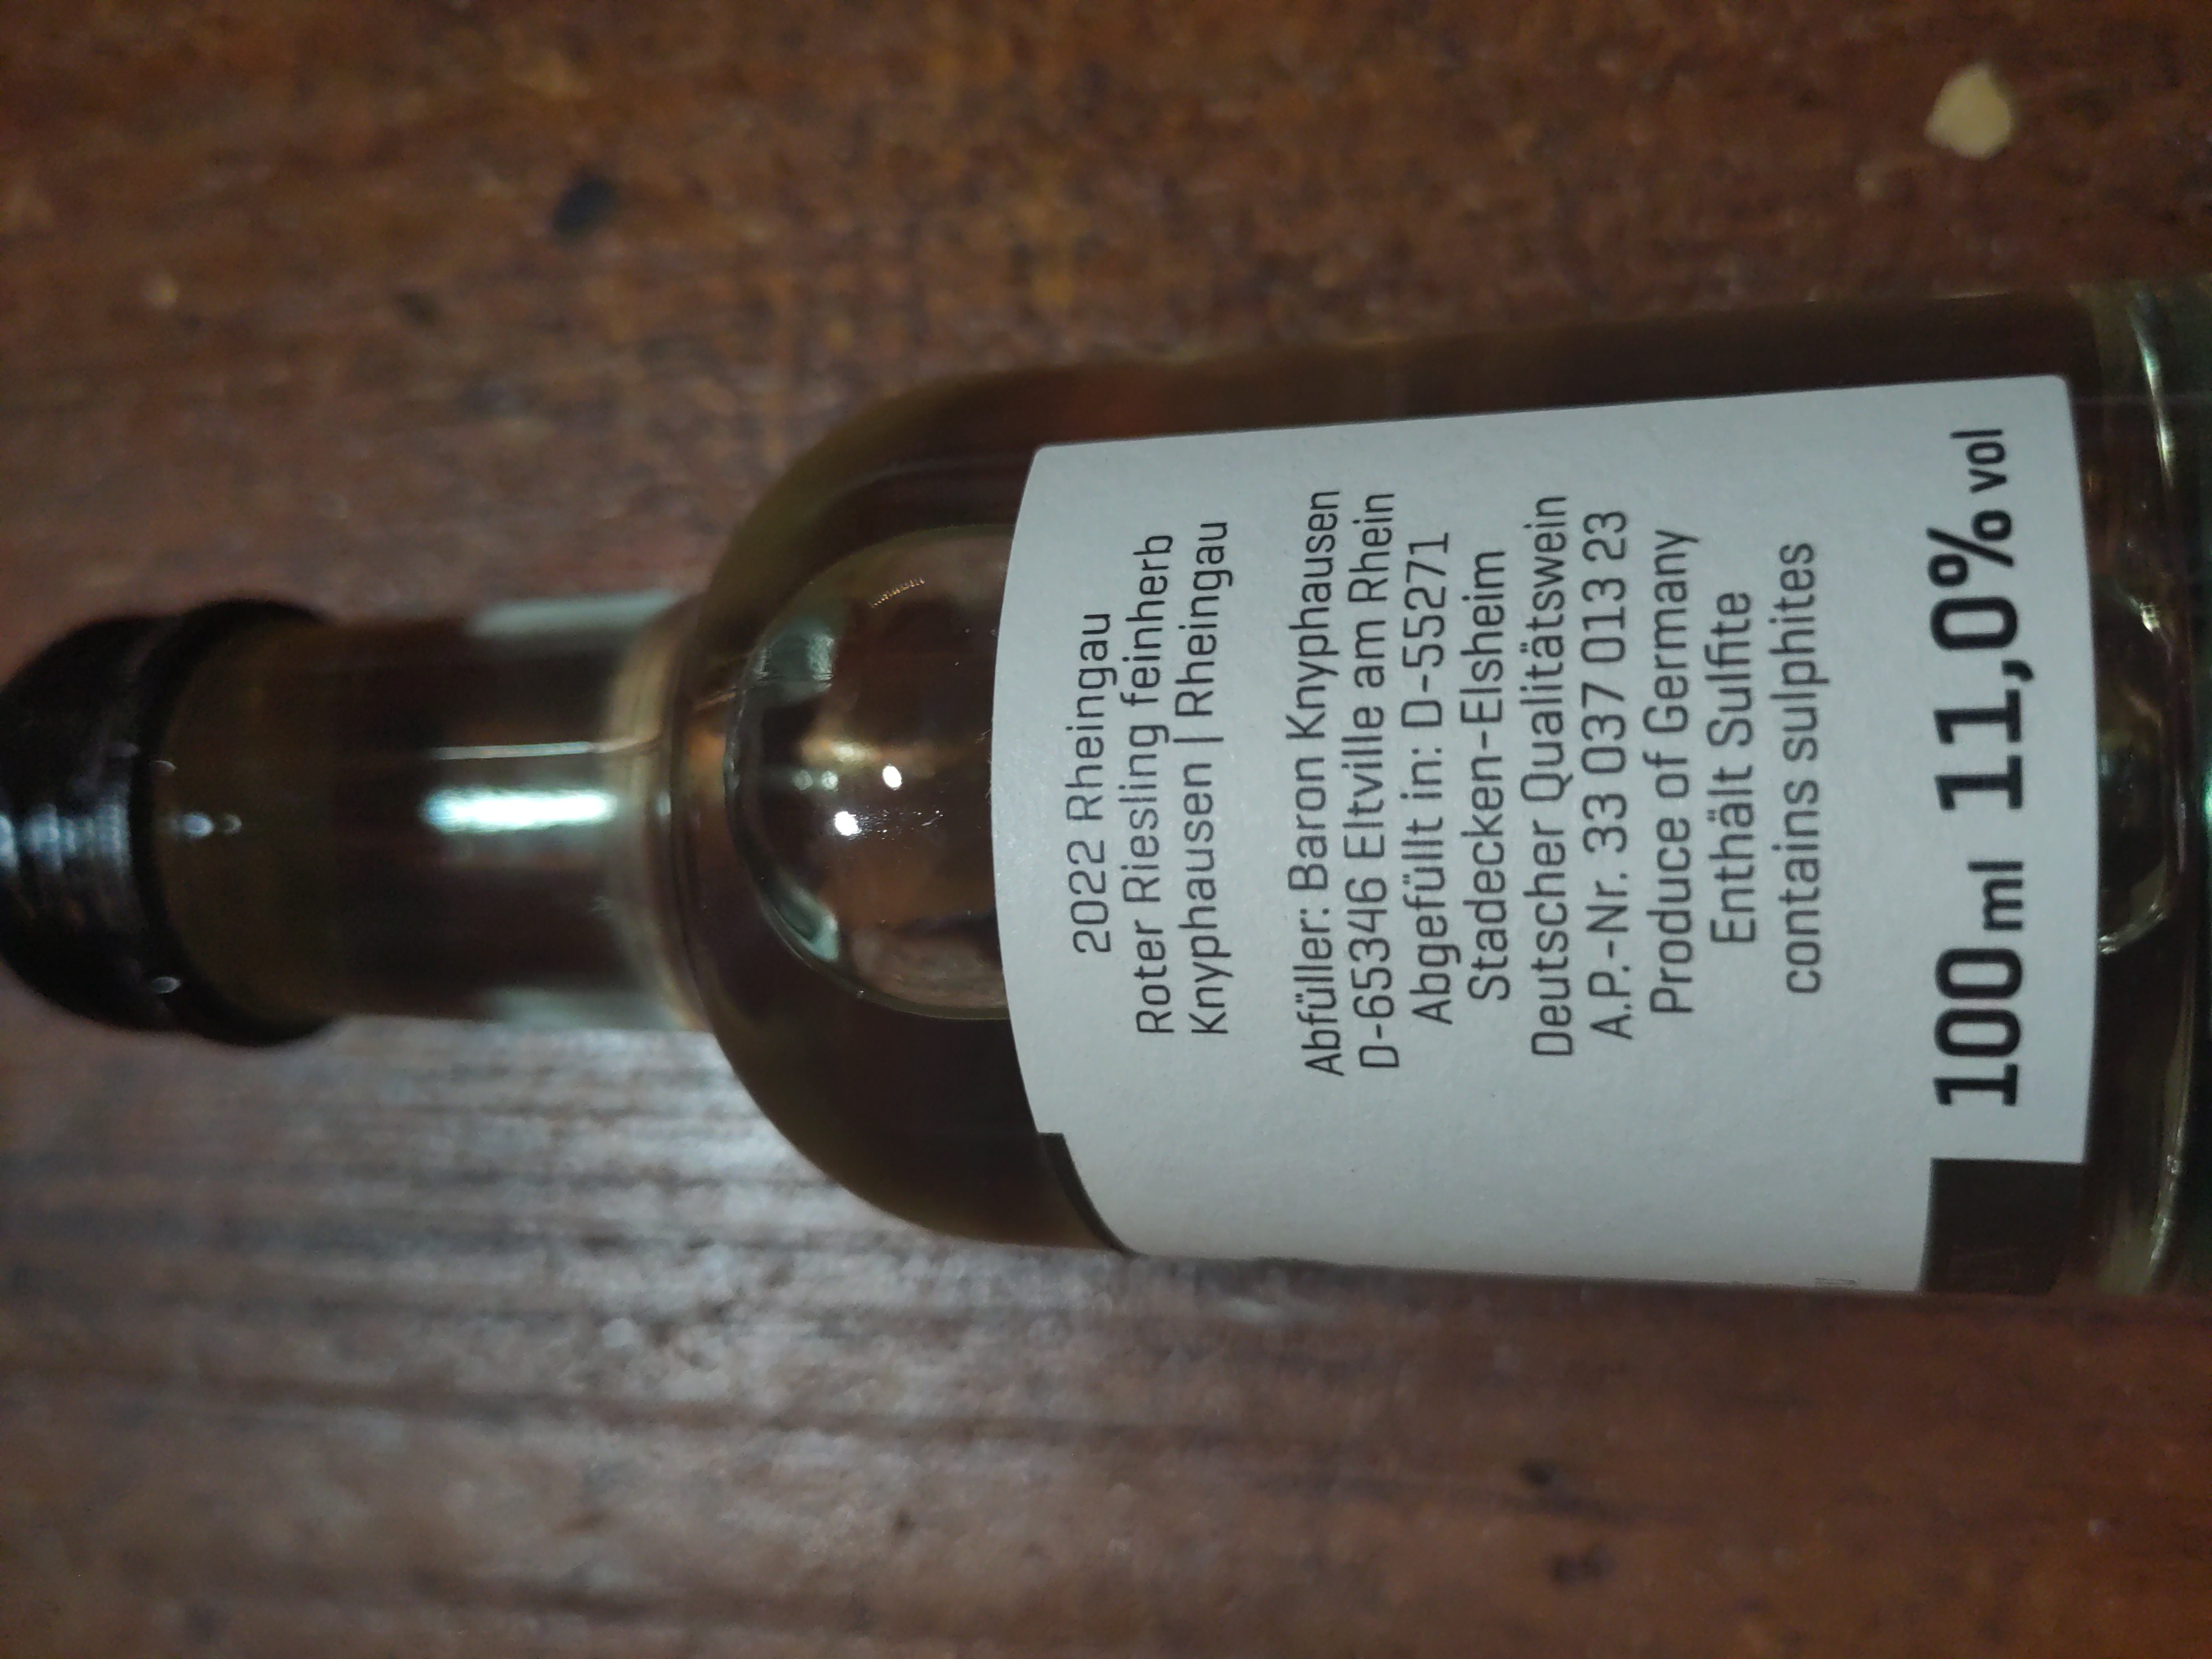 2022 Rheingau
Roter Riesling feinherb
Knyphausen | Rheingau
Abfüller: Baron Knyphausen
D-65346 Eltville am Rhein
Abgefüllt in: D-55271
Stadecken-Elsheim
Deutscher Qualitätswein
A.P.-Nr. 33 037 013 23
Produce of Germany
Enthält Sulfite
contains sulphites
100 ml 11,0% vol